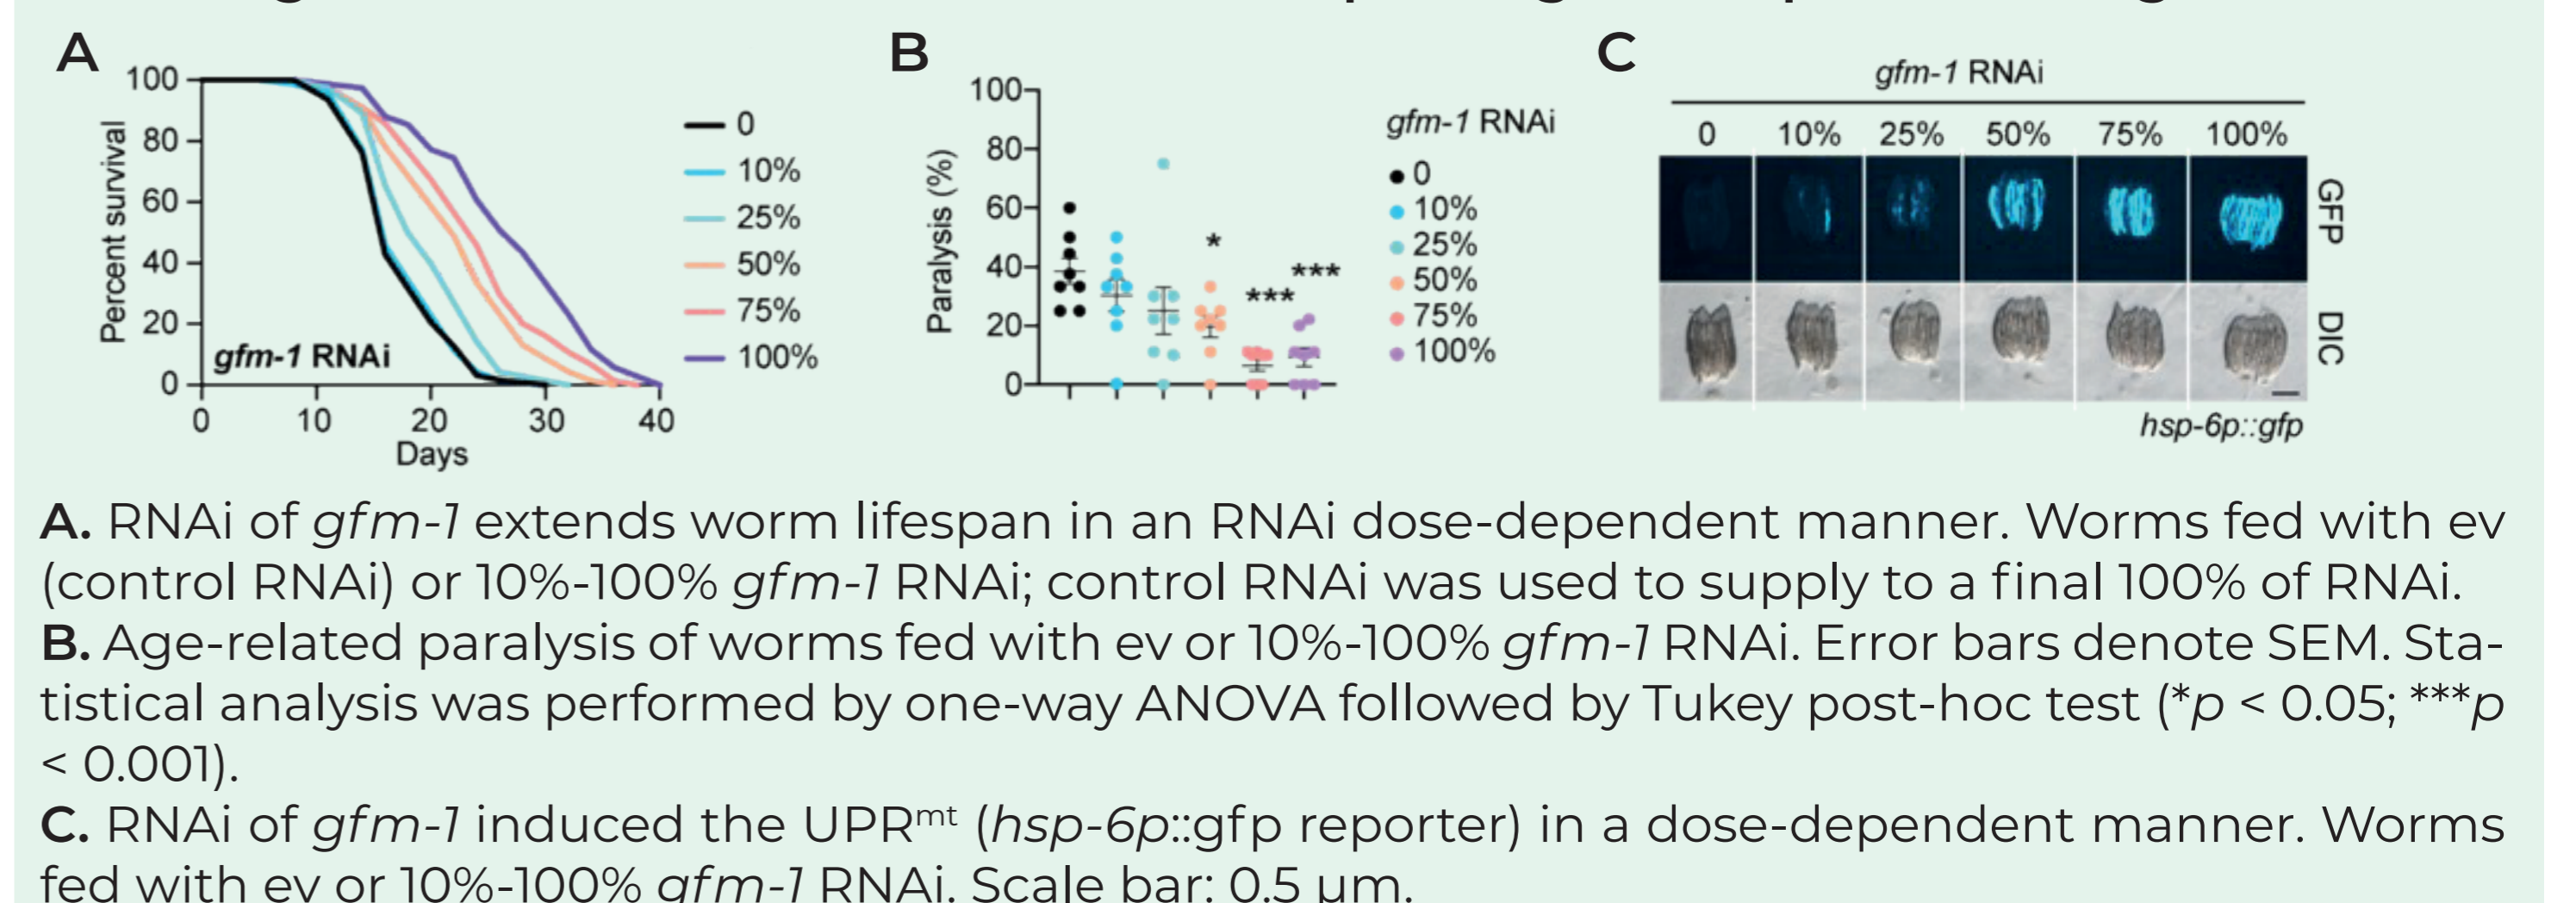 A
100
80
60
40
20
0
Percent survival
gfm-1 RNAi
0
10
20
30
40
Days
0
10%
25%
50%
75%
100%
B
100
80
60
40
20
0
Paralysis (%)
*
***
***
gfm-1 RNAi
0
10%
25%
50%
75%
100%
C
gfm-1 RNAi
0 10% 25% 50% 75% 100%
GFP
DIC
hsp-6p::gfp
A. RNAi of gfm-1 extends worm lifespan in an RNAi dose-dependent manner. Worms fed with ev
(control RNAi) or 10%-100% gfm-1 RNAi; control RNAi was used to supply to a final 100% of RNAi.
B. Age-related paralysis of worms fed with ev or 10%-100% gfm-1 RNAi. Error bars denote SEM. Sta-
tistical analysis was performed by one-way ANOVA followed by Tukey post-hoc test (*p < 0.05; ***p
< 0.001).
C. RNAi of gfm-1 induced the UPRmt (hsp-6p::gfp reporter) in a dose-dependent manner. Worms
fed with ev or 10%-100% gfm-1 RNAi. Scale bar: 0.5 µm.